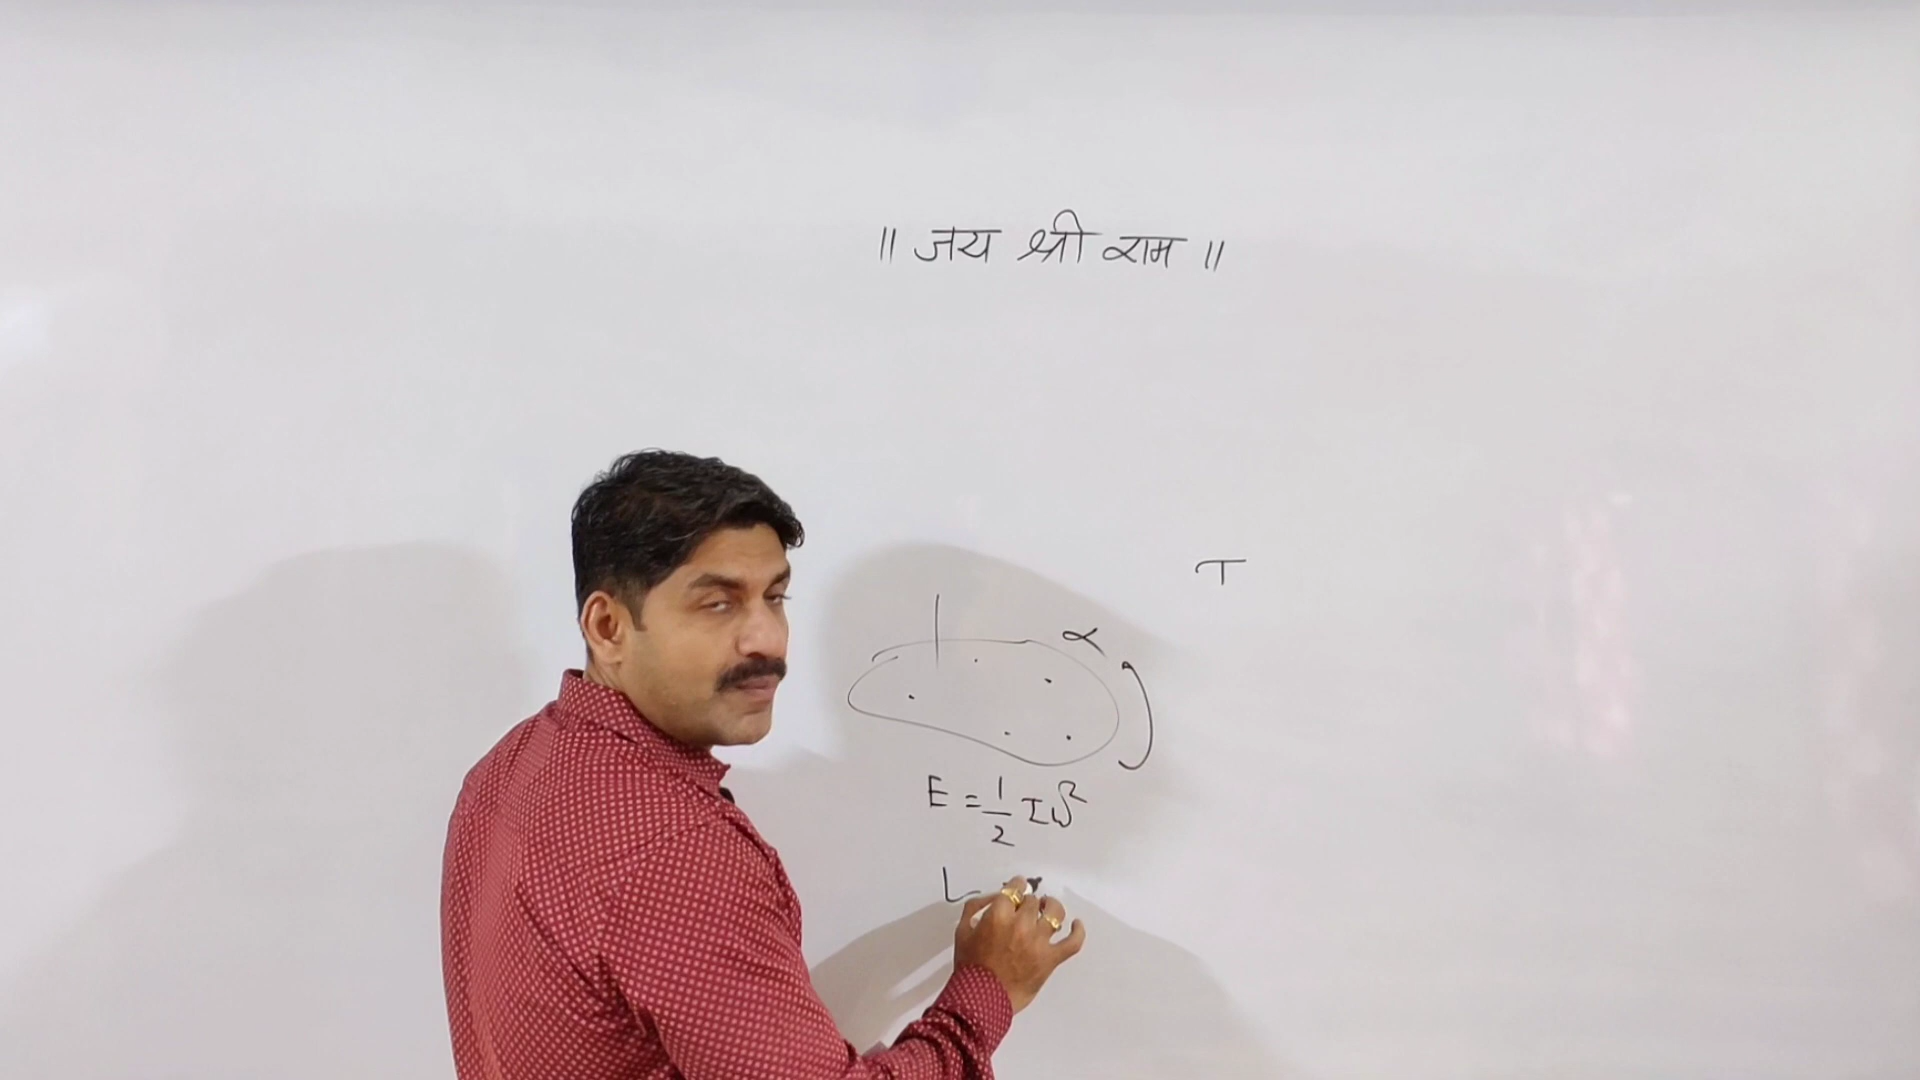 ॥ जय श्री राम ॥
T
α
E = 1/2 Iω²
L